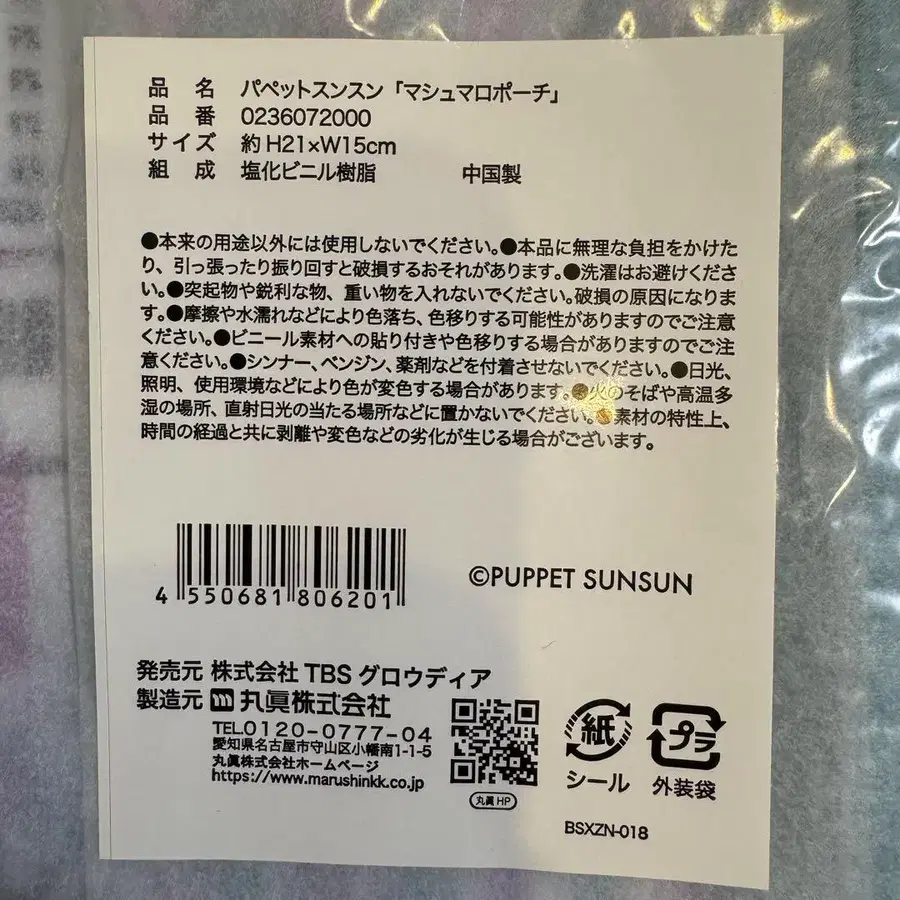 品名 パペットスンスン「マシュマロポーチ」
品番 0236072000
サイズ 約H21×W15cm
組成 塩化ビニル樹脂 中国製
●本来の用途以外には使用しないでください。●本品に無理な負担をかけた
り、引っ張ったり振り回すと破損するおそれがあります。●洗濯はお避けくださ
い。●突起物や鋭利な物、重い物を入れないでください。破損の原因になりま
す。●摩擦や水濡れなどにより色落ち、色移りする可能性がありますのでご注意
ください。●ビニール素材への貼り付きや色移りする場合がありますのでご注
意ください。●シンナー、ベンジン、薬剤などを付着させないでください。●日光、
照明、使用環境などにより色が変色する場合があります。●火のそばや高温多
湿の場所、直射日光の当たる場所などに置かないでください。●素材の特性上、
時間の経過と共に剥離や変色などの劣化が生じる場合がございます。
4 550681 806201
©PUPPET SUNSUN
発売元 株式会社 TBS グロウディア
製造元 丸眞株式会社
TEL.0120-0777-04
愛知県名古屋市守山区小幡南1-1-5
丸眞株式会社ホームページ
https://www.marushinkk.co.jp
丸眞 HP
紙
シール
プラ
外装袋
BSXZN-018